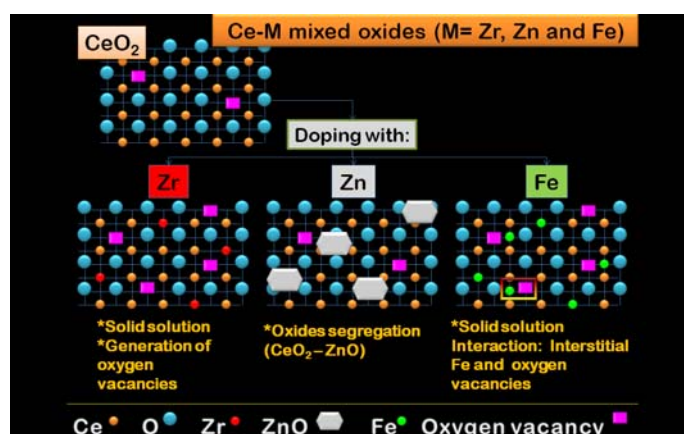 Ce-M mixed oxides (M= Zr, Zn and Fe)
CeO2
Doping with:
Zr
Zn
Fe
*Solid solution
*Generation of
oxygen
vacancies
*Oxides segregation
(CeO2–ZnO)
*Solid solution
Interaction: Interstitial
Fe and oxygen
vacancies
Ce O Zr ZnO Fe Oxygen vacancy